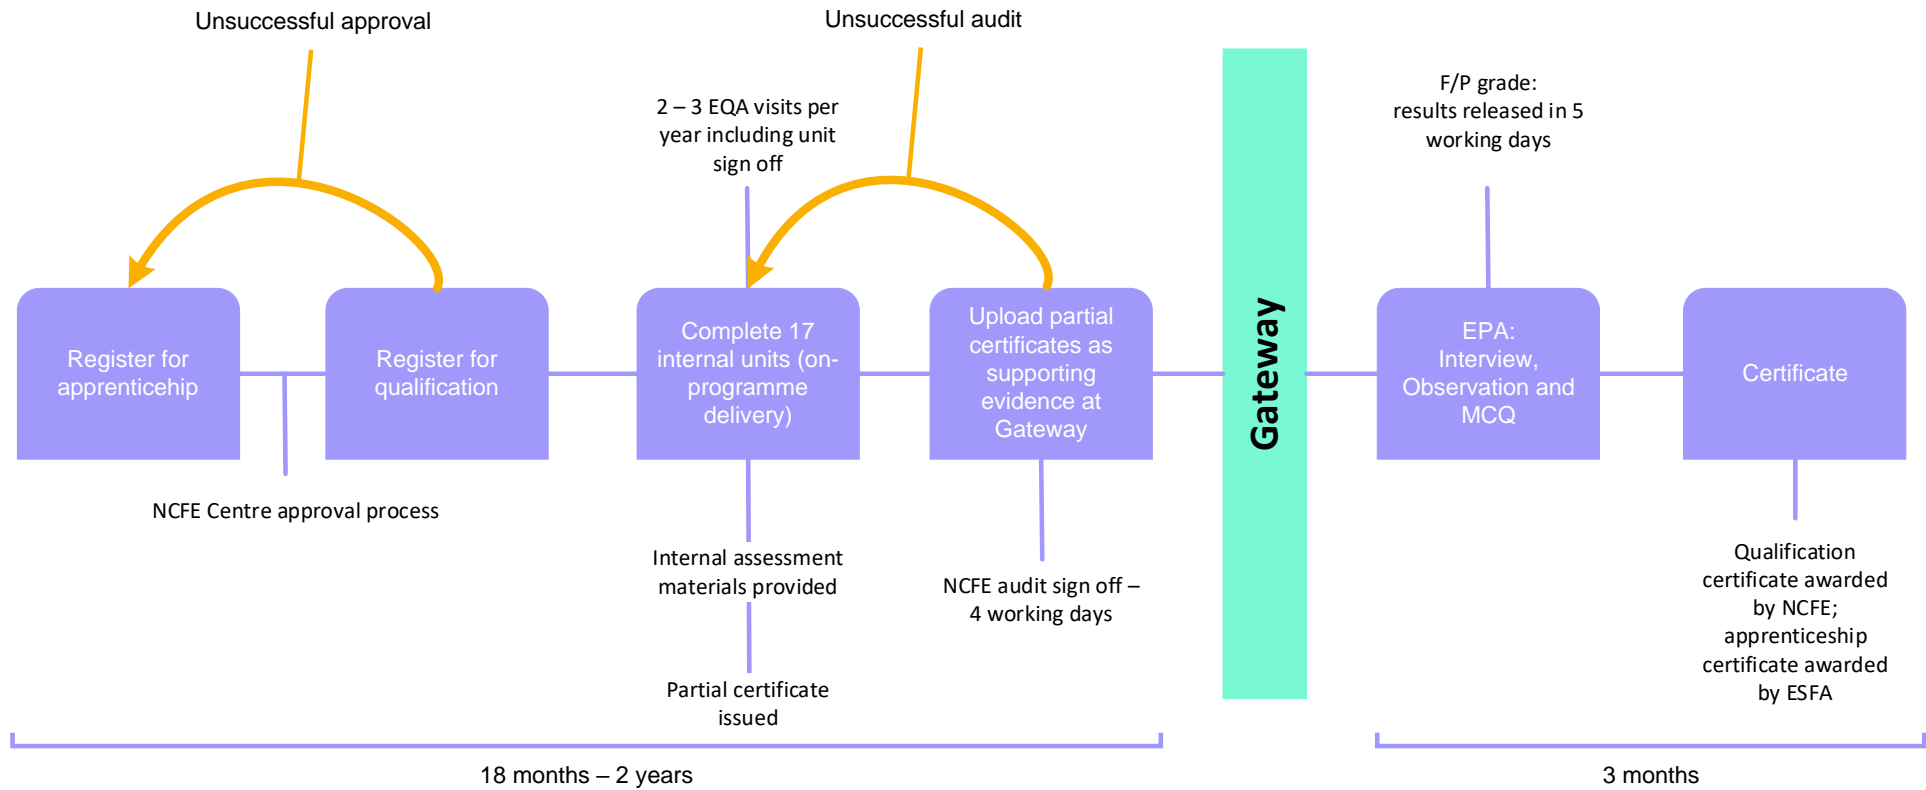 Unsuccessful approval
Unsuccessful audit
2 – 3 EQA visits per
year including unit
sign off
F/P grade:
results released in 5
working days
Register for
apprenticehip
Register for
qualification
Complete 17
internal units (on-
programme
delivery)
Upload partial
certificates as
supporting
evidence at
Gateway
Gateway
EPA:
Interview,
Observation and
MCQ
Certificate
NCFE Centre approval process
Internal assessment
materials provided
Partial certificate
issued
NCFE audit sign off –
4 working days
Qualification
certificate awarded
by NCFE;
apprenticeship
certificate awarded
by ESFA
18 months – 2 years
3 months